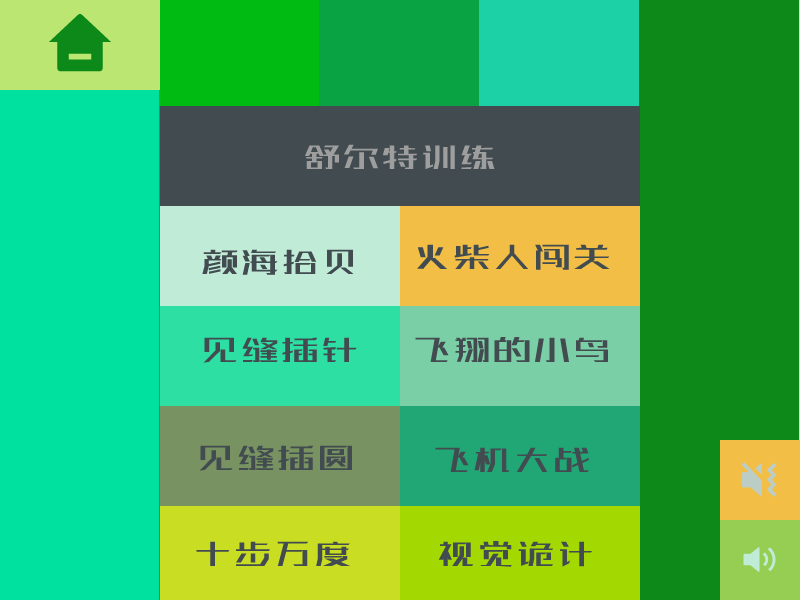 舒尔特训练
颜海拾贝
火柴人闯关
见缝插针
飞翔的小鸟
见缝插圆
飞机大战
十步万度
视觉诡计